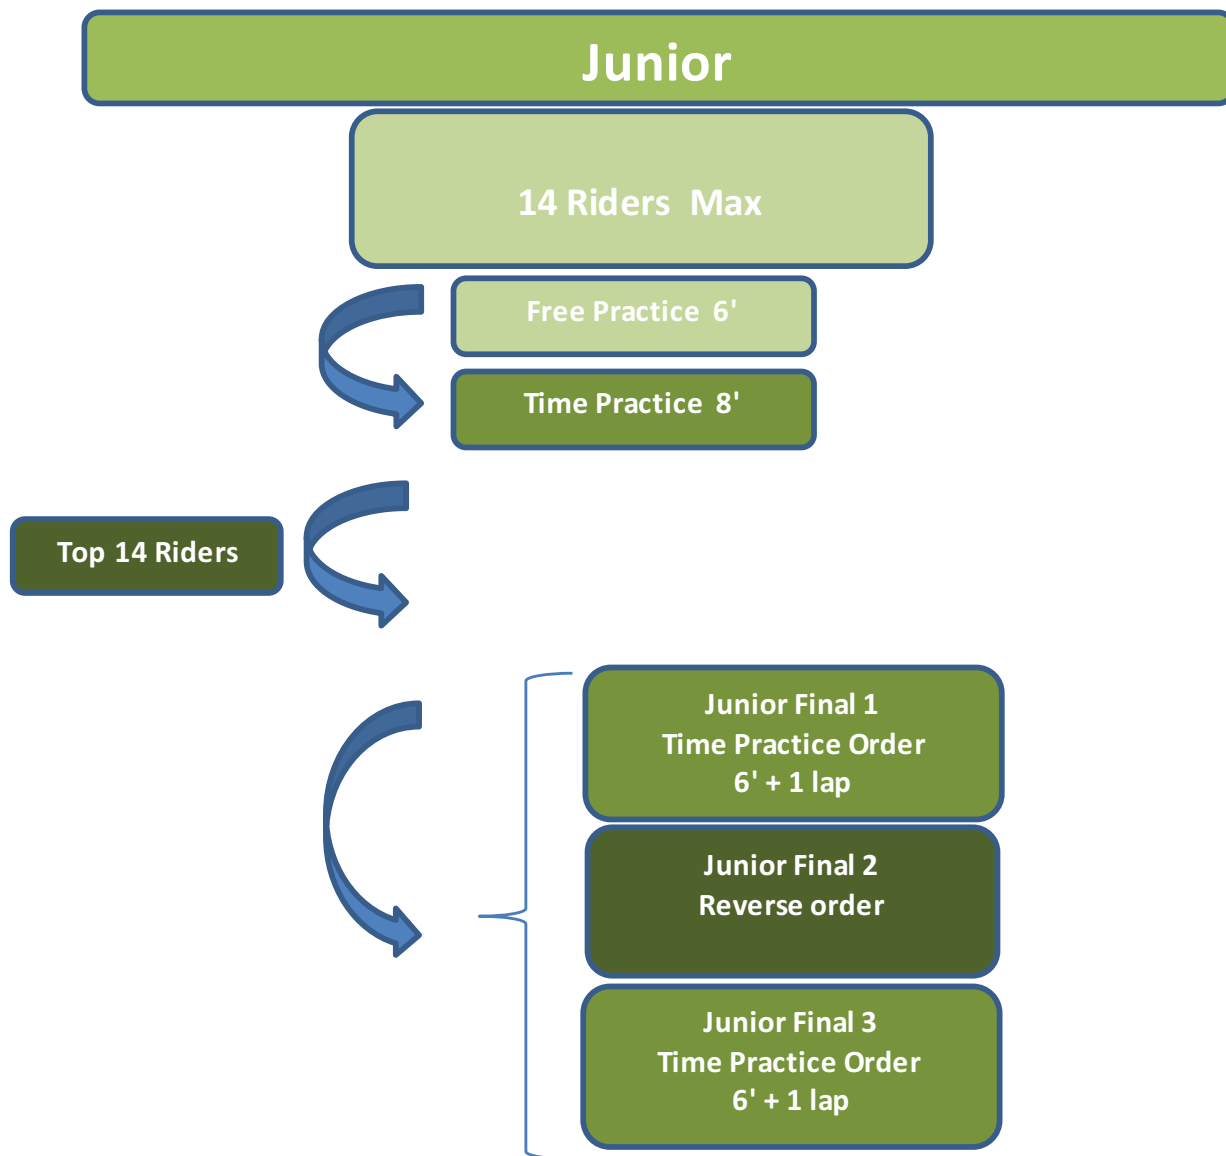 Junior
14 Riders  Max
Free Practice 6'
Time Practice 8'
Top 14 Riders
Junior Final 1
Time Practice Order
6' + 1 lap
Junior Final 2
Reverse order
Junior Final 3
Time Practice Order
6' + 1 lap